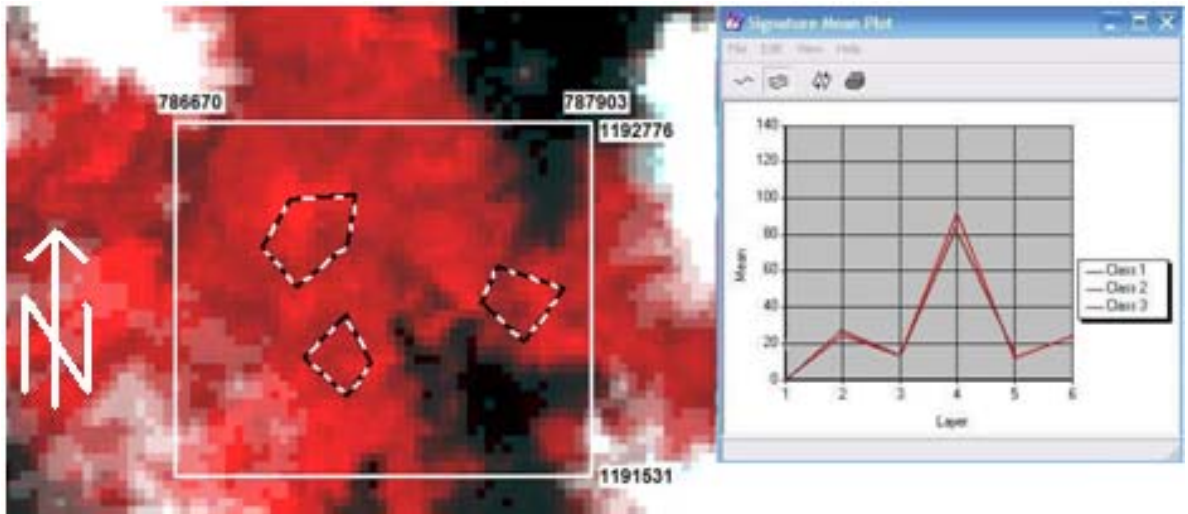 786670
787903
1192776
1191531
N
Signature Mean Plot
File Edit View Help
140
120
100
80
60
40
20
0
Mean
1 2 3 4 5 6
Layer
Class 1
Class 2
Class 3